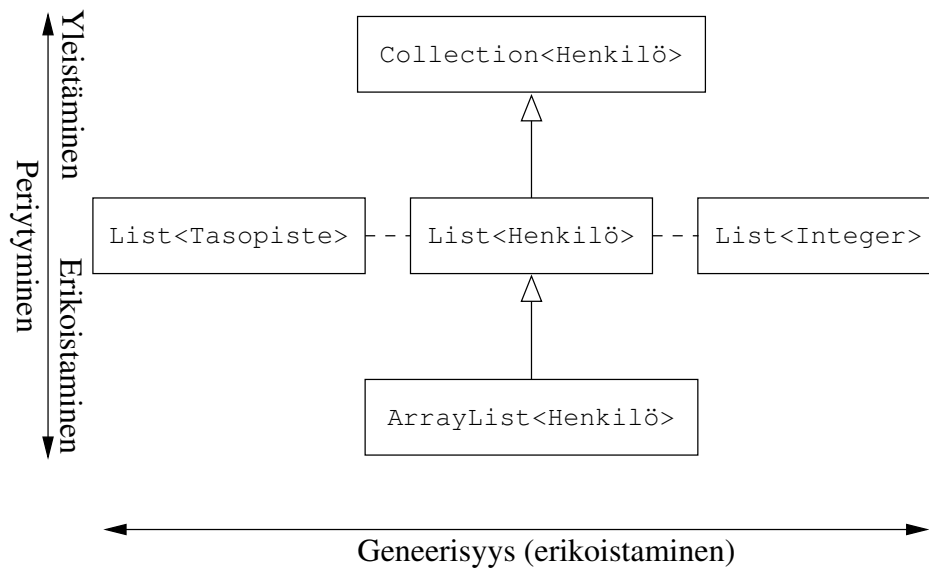 Yleistäminen
Collection<Henkilö>
Periytyminen
List<Tasopiste>
List<Henkilö>
List<Integer>
Erikoistaminen
ArrayList<Henkilö>
Geneerisyys (erikoistaminen)